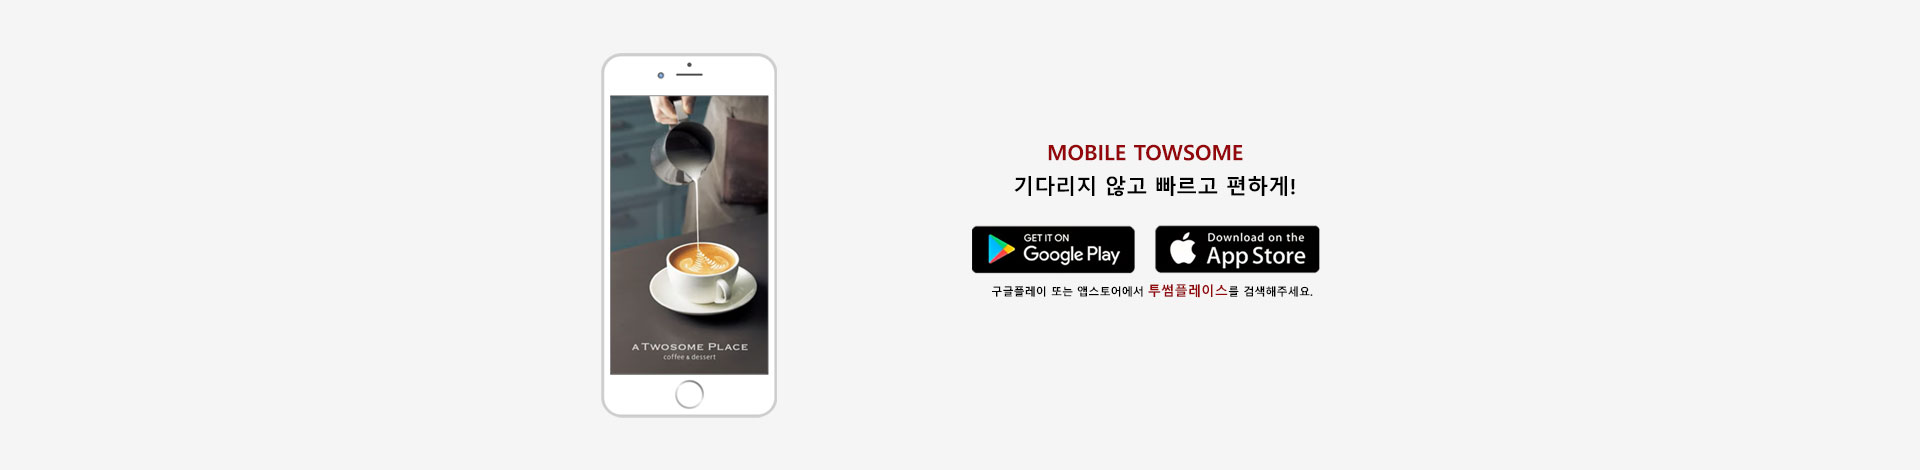 A TWOSOME PLACE
coffee & dessert
MOBILE TOWSOME
기다리지 않고 빠르고 편하게!
GET IT ON
Google Play
Download on the
App Store
구글플레이 또는 앱스토어에서 투썸플레이스를 검색해주세요.